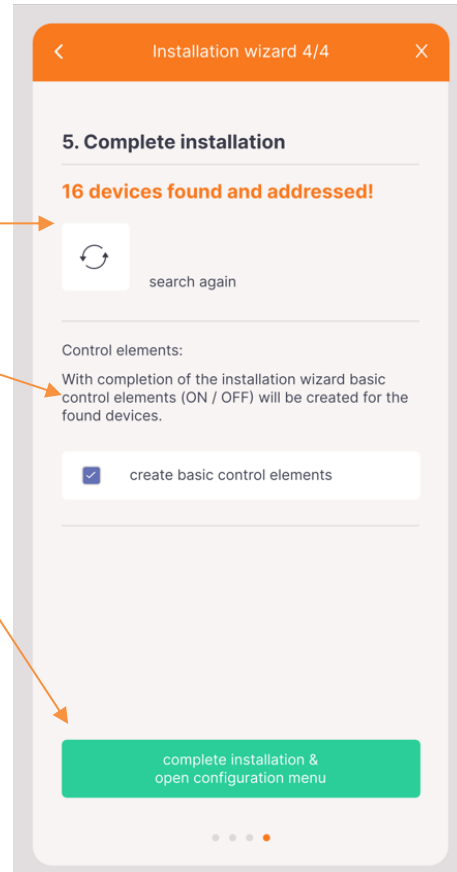 Installation wizard 4/4
5. Complete installation
16 devices found and addressed!
search again
Control elements:
With completion of the installation wizard basic
control elements (ON / OFF) will be created for the
found devices.
create basic control elements
complete installation &
open configuration menu